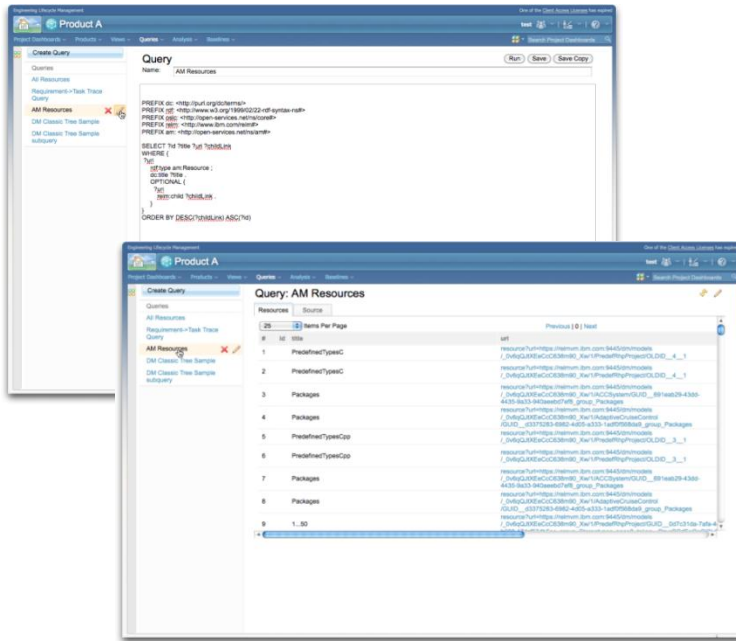 Engineering Lifecycle Management
One of the Client Access Licenses has expired
Product A
test
Project Dashboards Products Views Queries Analysis Baselines
Search Project Dashboards
Create Query
Queries
All Resources
Requirement->Task Trace
Query
AM Resources
DM Classic Tree Sample
DM Classic Tree Sample
subquery
Query
Run Save Save Copy
Name: AM Resources
PREFIX dc: <http://purl.org/dc/terms/>
PREFIX rdf: <http://www.w3.org/1999/02/22-rdf-syntax-ns#>
PREFIX oslc: <http://open-services.net/ns/core#>
PREFIX relm: <http://www.ibm.com/relm#>
PREFIX am: <http://open-services.net/ns/am#>
SELECT ?id ?title ?uri ?childLink
WHERE {
?uri
rdf:type am:Resource ;
dc:title ?title .
OPTIONAL {
?uri
relm:child ?childLink .
}
}
ORDER BY DESC(?childLink) ASC(?id)
Engineering Lifecycle Management
One of the Client Access Licenses has expired
Product A
test
Project Dashboards Products Views Queries Analysis Baselines
Search Project Dashboards
Create Query
Queries
All Resources
Requirement->Task Trace
Query
AM Resources
DM Classic Tree Sample
DM Classic Tree Sample
subquery
Query: AM Resources
Resources Source
25 Items Per Page
Previous | 0 | Next
# id title uri
1 PredefinedTypesC
2 PredefinedTypesC
3 Packages
4 Packages
5 PredefinedTypesCpp
6 PredefinedTypesCpp
7 Packages
8 Packages
9 1...50